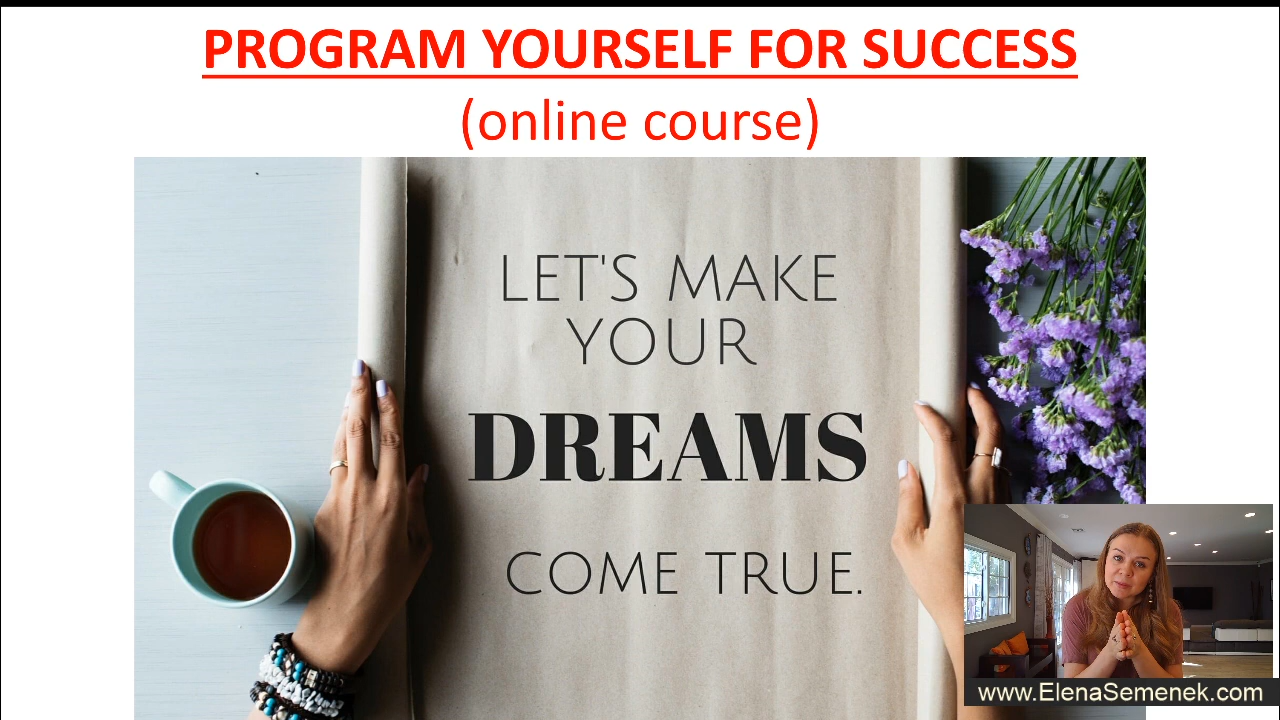 PROGRAM YOURSELF FOR SUCCESS
(online course)
LET'S MAKE
YOUR
DREAMS
COME TRUE.
www.ElenaSemenek.com